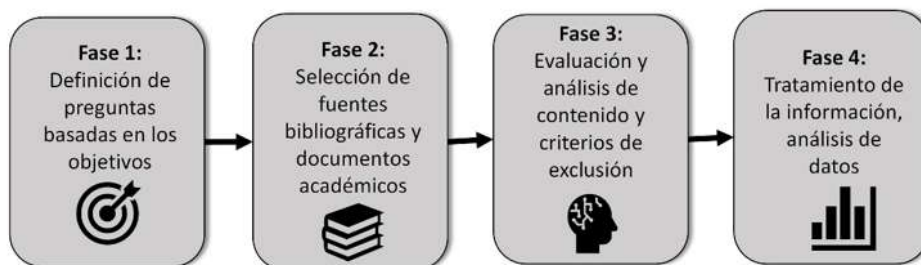 Fase 1:
Definición de
preguntas
basadas en los
objetivos
Fase 2:
Selección de
fuentes
bibliográficas y
documentos
académicos
Fase 3:
Evaluación y
análisis de
contenido y
criterios de
exclusión
Fase 4:
Tratamiento de
la información,
análisis de
datos